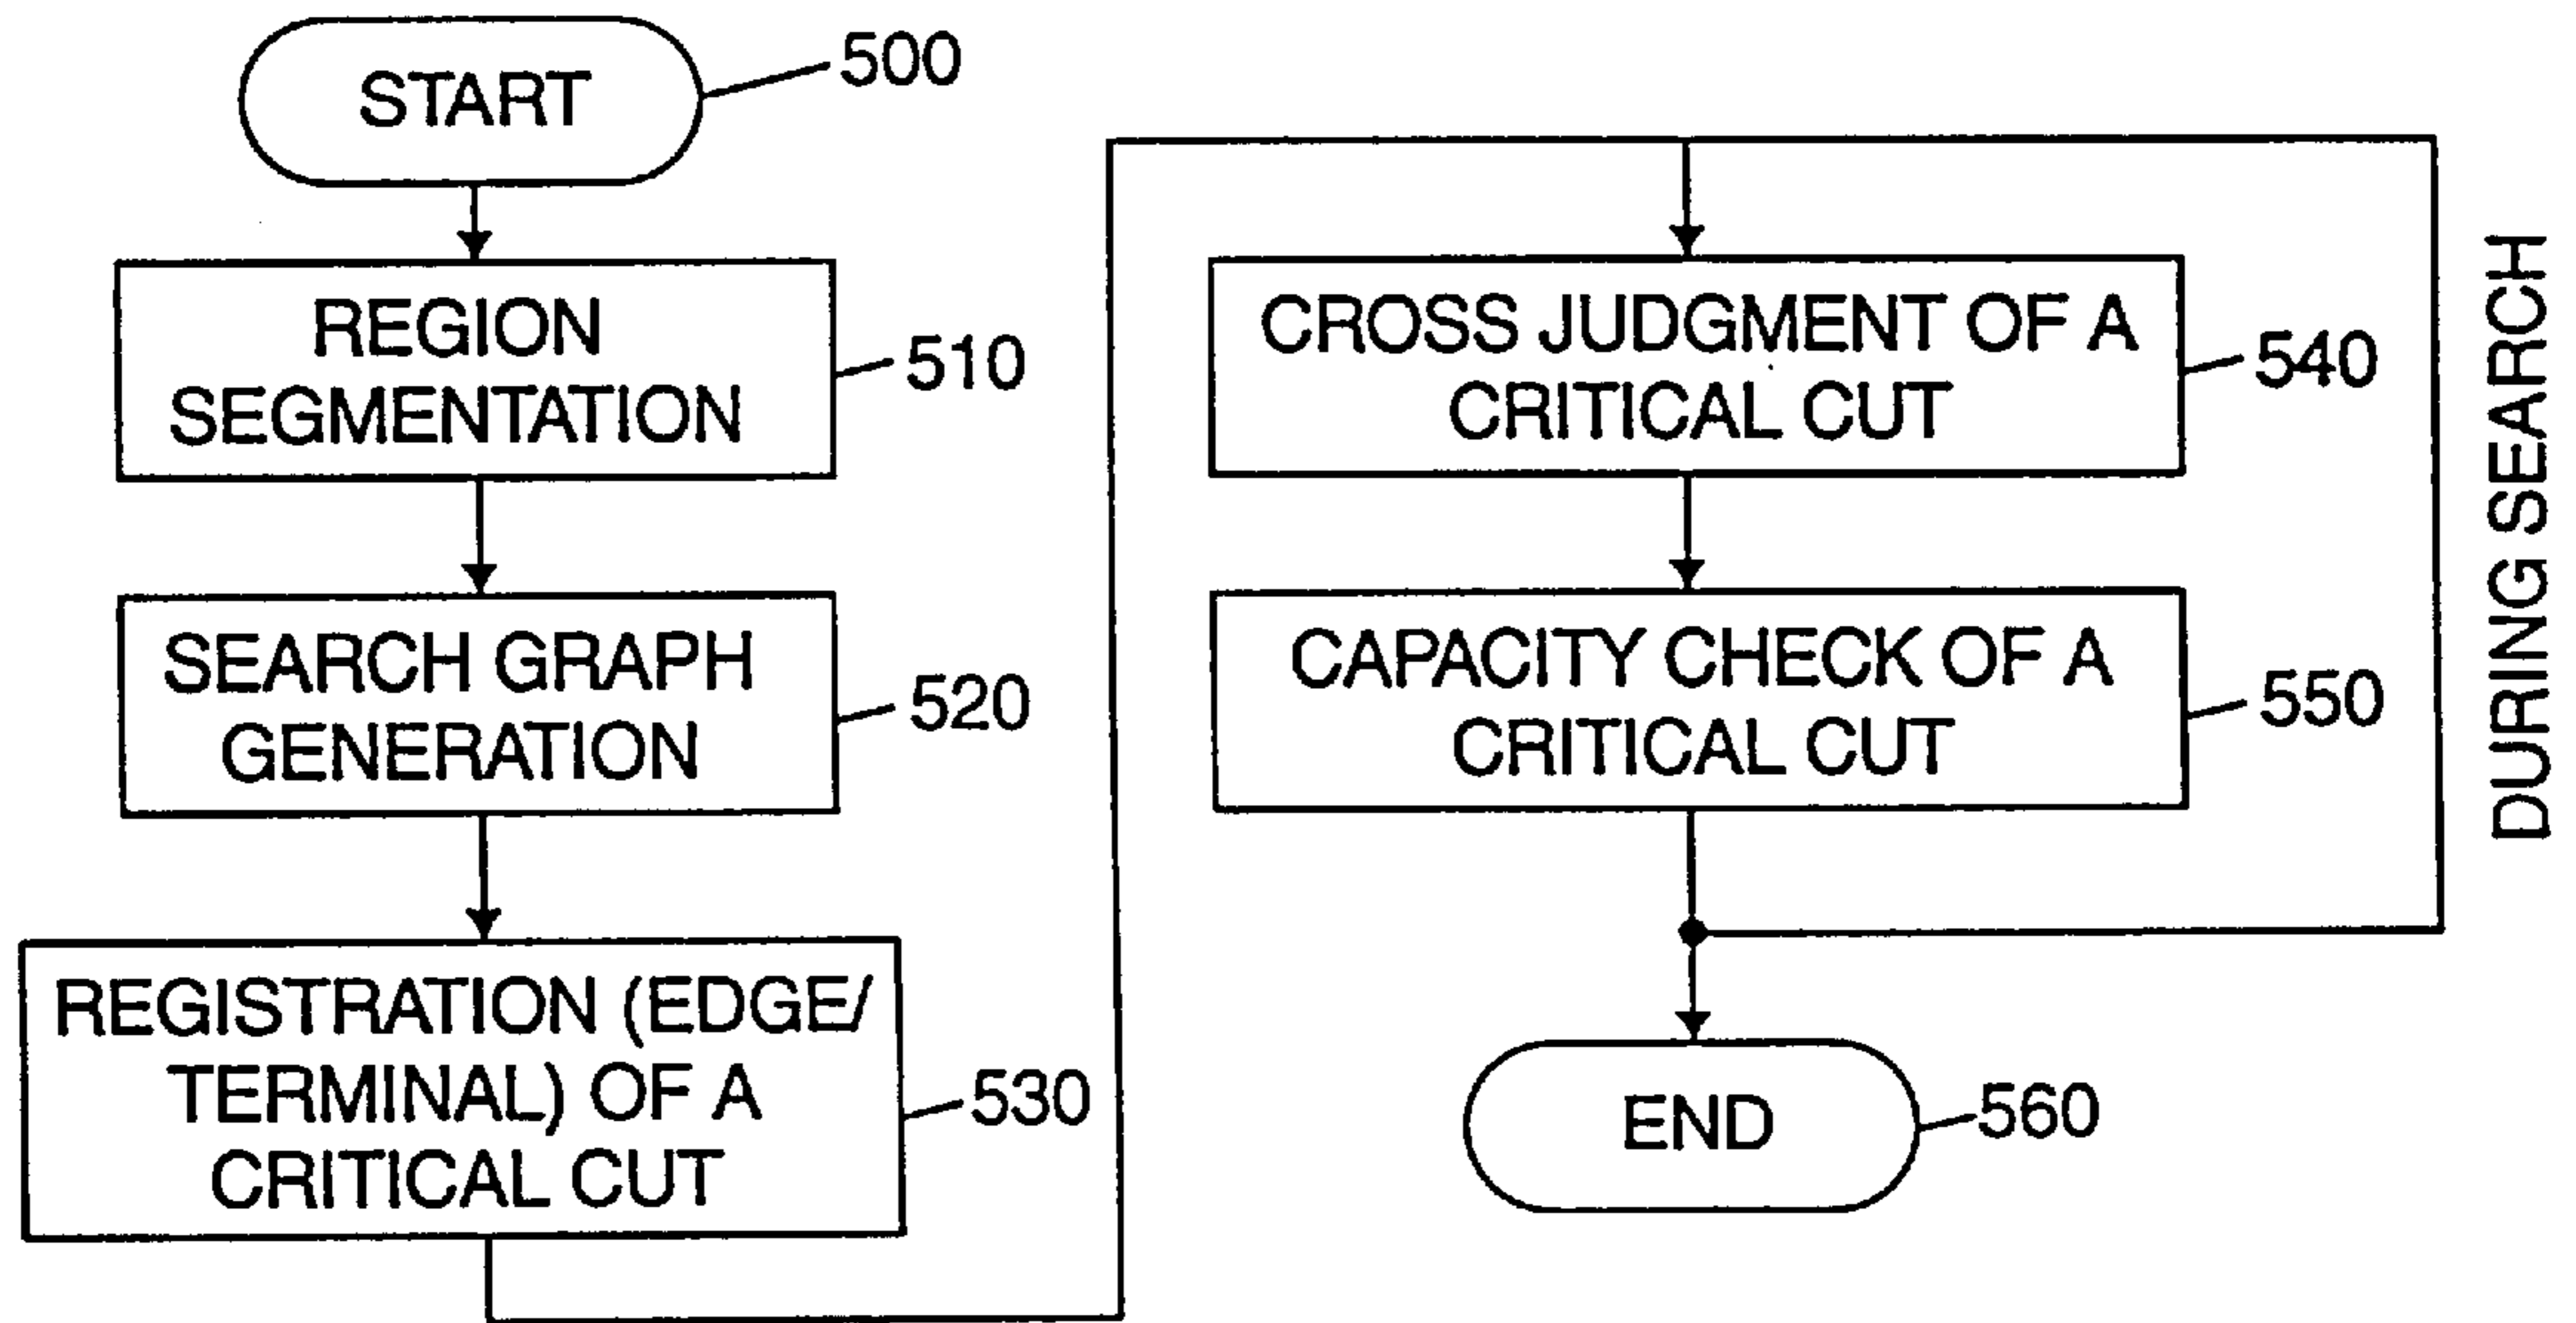 START
500
REGION
SEGMENTATION
510
SEARCH GRAPH
GENERATION
520
REGISTRATION (EDGE/
TERMINAL) OF A
CRITICAL CUT
530
CROSS JUDGMENT OF A
CRITICAL CUT
540
CAPACITY CHECK OF A
CRITICAL CUT
550
DURING SEARCH
END
560